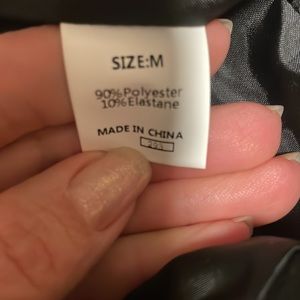 SIZE:M
90%Polyester
10%Elastane
MADE IN CHINA